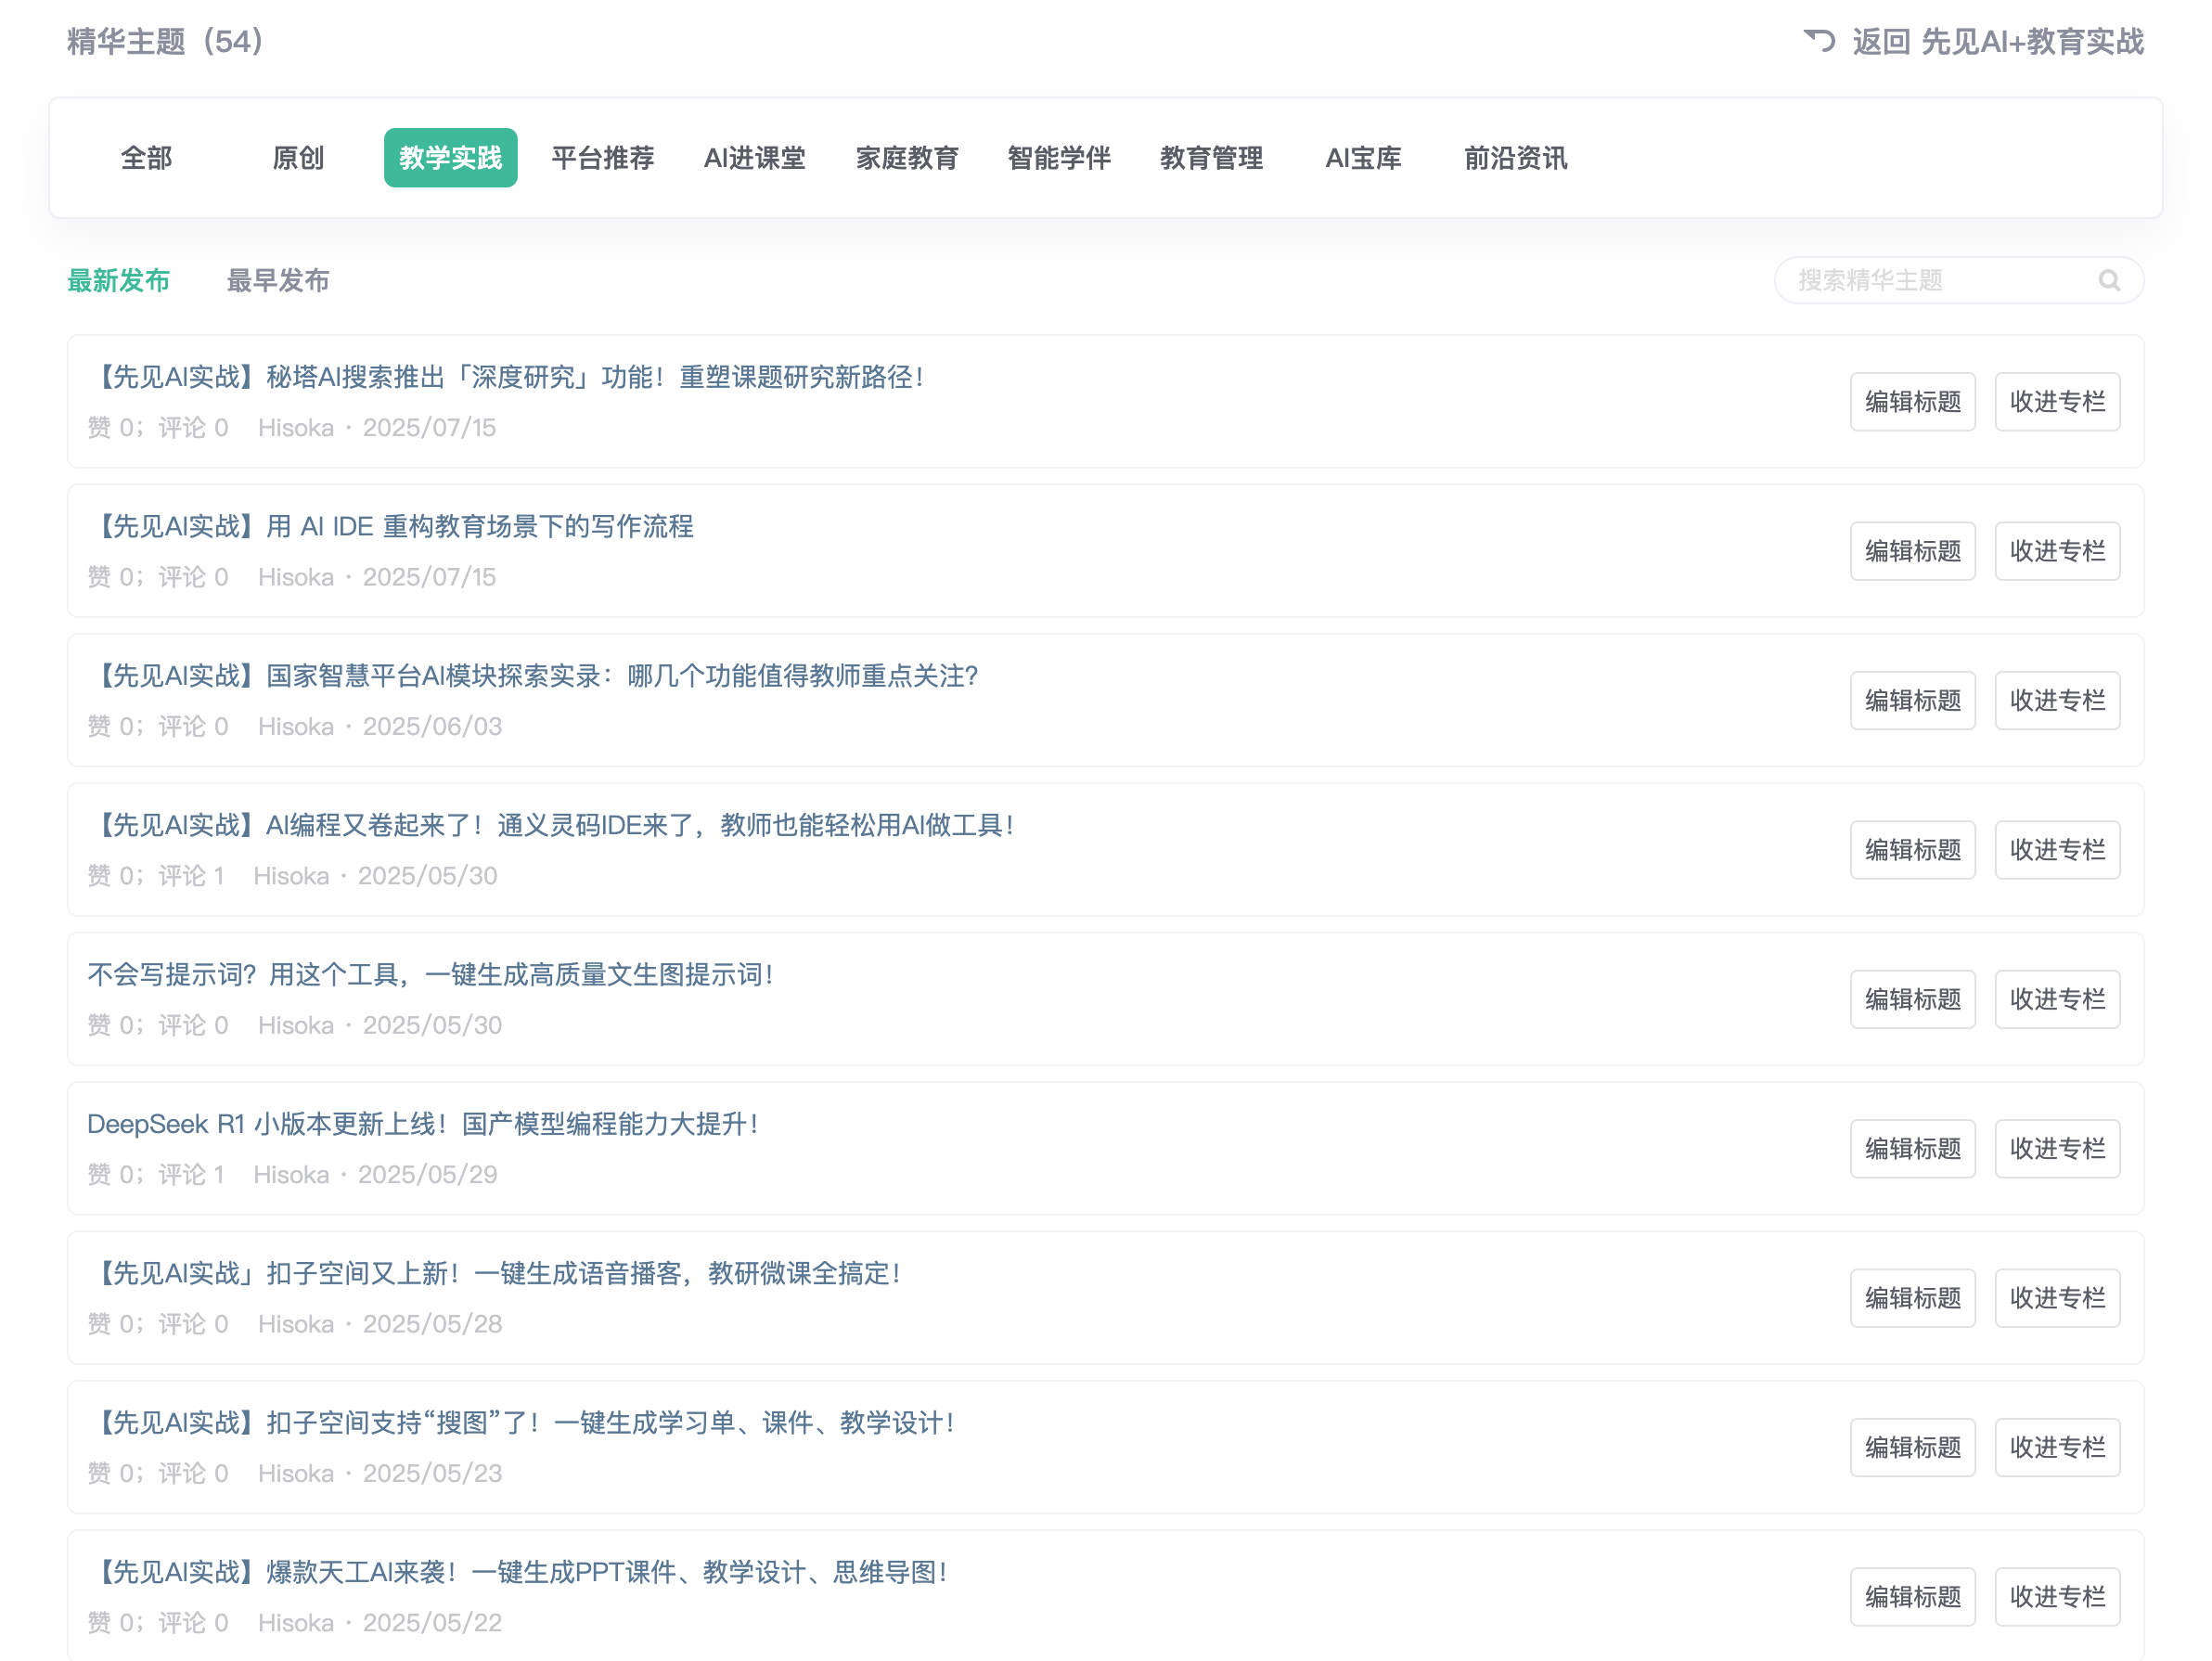 精华主题（54）
返回 先见AI+教育实战
全部 原创 教学实践 平台推荐 AI进课堂 家庭教育 智能学伴 教育管理 AI宝库 前沿资讯
最新发布 最早发布 搜索精华主题
【先见AI实战】秘塔AI搜索推出「深度研究」功能！重塑课题研究新路径！
赞 0；评论 0 Hisoka · 2025/07/15
编辑标题 收进专栏
【先见AI实战】用 AI IDE 重构教育场景下的写作流程
赞 0；评论 0 Hisoka · 2025/07/15
编辑标题 收进专栏
【先见AI实战】国家智慧平台AI模块探索实录：哪几个功能值得教师重点关注？
赞 0；评论 0 Hisoka · 2025/06/03
编辑标题 收进专栏
【先见AI实战】AI编程又卷起来了！通义灵码IDE来了，教师也能轻松用AI做工具！
赞 0；评论 1 Hisoka · 2025/05/30
编辑标题 收进专栏
不会写提示词？用这个工具，一键生成高质量文生图提示词！
赞 0；评论 0 Hisoka · 2025/05/30
编辑标题 收进专栏
DeepSeek R1 小版本更新上线！国产模型编程能力大提升！
赞 0；评论 1 Hisoka · 2025/05/29
编辑标题 收进专栏
【先见AI实战」扣子空间又上新！一键生成语音播客，教研微课全搞定！
赞 0；评论 0 Hisoka · 2025/05/28
编辑标题 收进专栏
【先见AI实战】扣子空间支持“搜图”了！一键生成学习单、课件、教学设计！
赞 0；评论 0 Hisoka · 2025/05/23
编辑标题 收进专栏
【先见AI实战】爆款天工AI来袭！一键生成PPT课件、教学设计、思维导图！
赞 0；评论 0 Hisoka · 2025/05/22
编辑标题 收进专栏